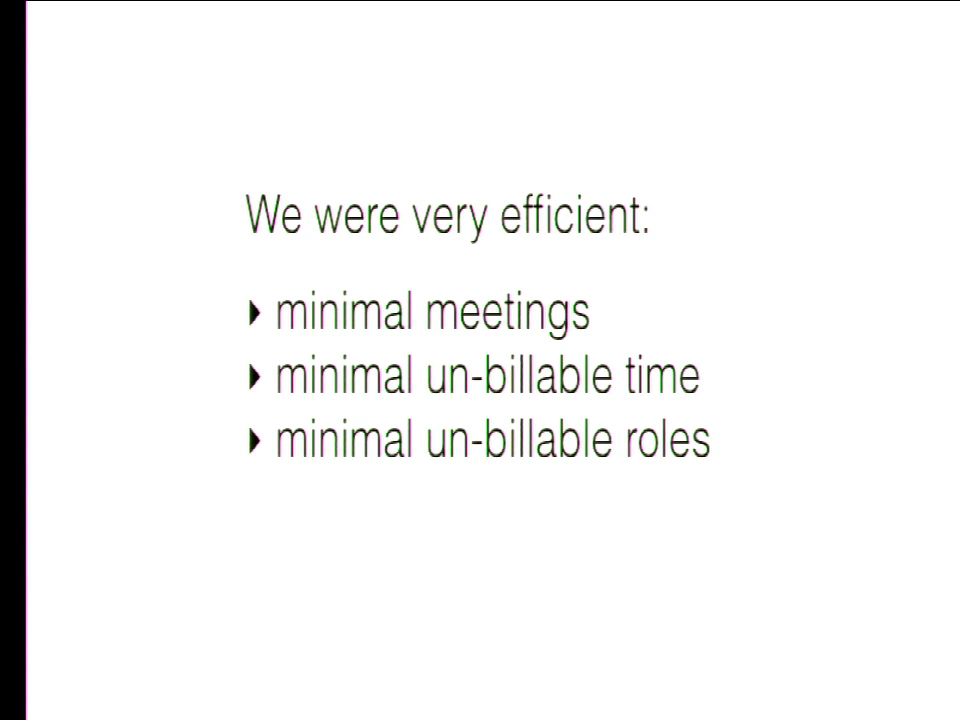 We were very efficient:
‣ minimal meetings
‣ minimal un-billable time
‣ minimal un-billable roles